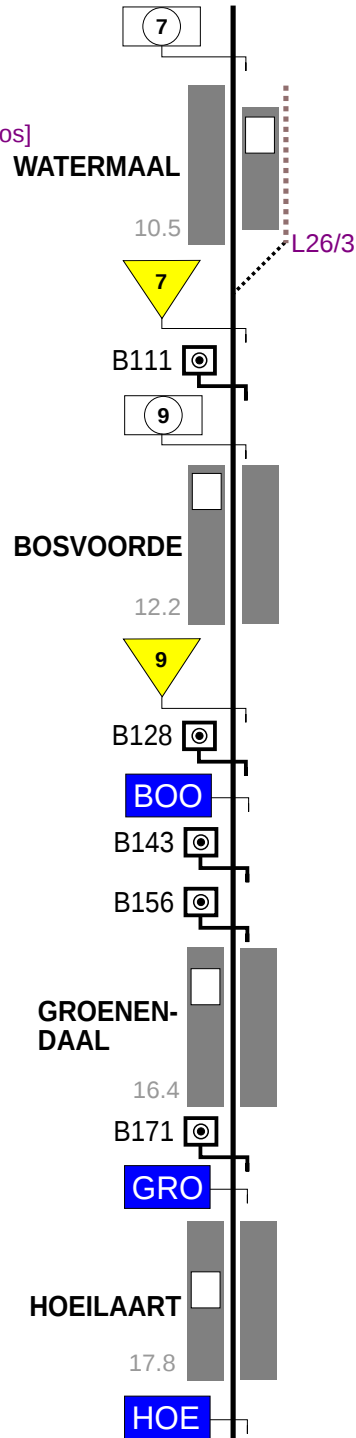 7
os]
WATERMAAL
10.5
L26/3
7
B111
9
BOSVOORDE
12.2
9
B128
BOO
B143
B156
GROENEN-
DAAL
16.4
B171
GRO
HOEILAART
17.8
HOE